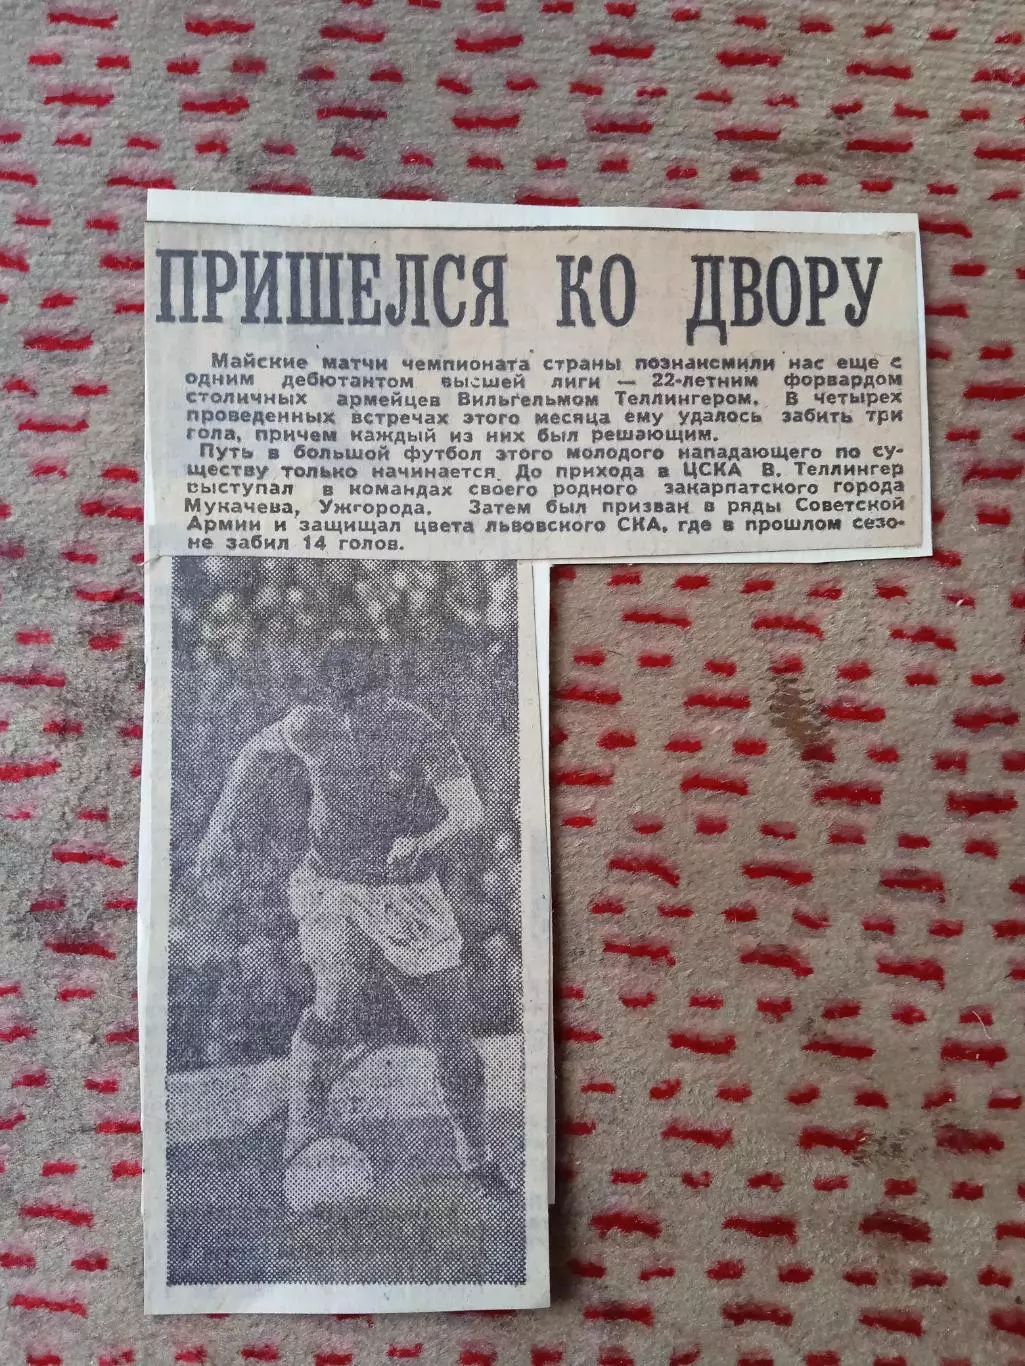 ПРИШЕЛСЯ КО ДВОРУ
Майские матчи чемпионата страны познаксмили нас еще с
одним дебютантом высшей лиги — 22-летним форвардом
столичных армейцев Вильгельмом Теллингером. В четырех
проведенных встречах этого месяца ему удалось забить три
гола, причем каждый из них был решающим.
Путь в большой футбол этого молодого нападающего по су-
ществу только начинается. До прихода в ЦСКА В. Теллингер
выступал в командах своего родного закарпатского города
Мукачева, Ужгорода. Затем был призван в ряды Советской
Армии и защищал цвета львовского СКА, где в прошлом сезо-
не забил 14 голов.